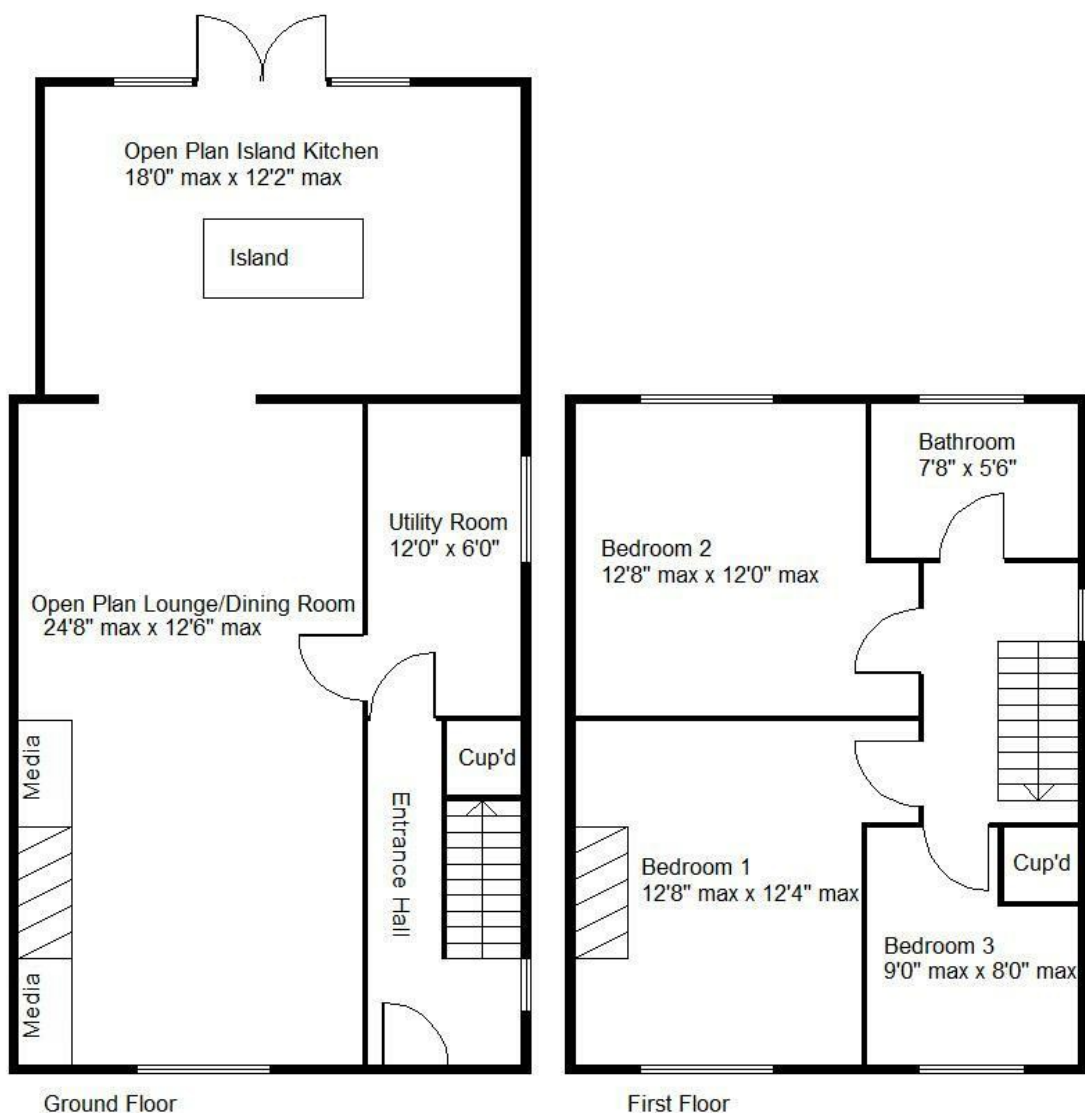 Open Plan Island Kitchen
18'0" max x 12'2" max
Island
Utility Room
12'0" x 6'0"
Open Plan Lounge/Dining Room
24'8" max x 12'6" max
Media
Cup'd
Entrance Hall
Media
Ground Floor
Bathroom
7'8" x 5'6"
Bedroom 2
12'8" max x 12'0" max
Bedroom 1
12'8" max x 12'4" max
Cup'd
Bedroom 3
9'0" max x 8'0" max
First Floor